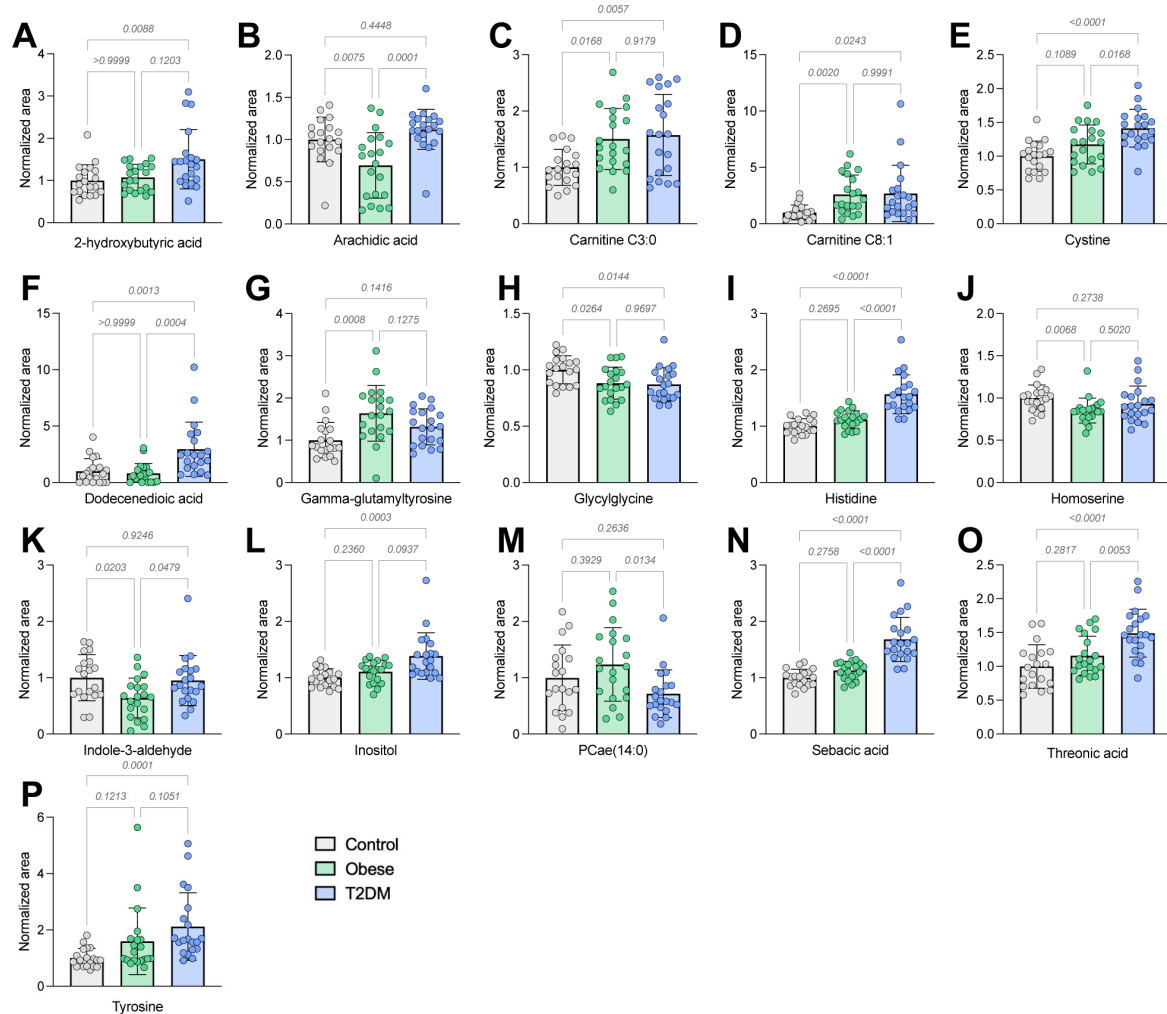 A
0.0088
>0.9999 0.1203
Normalized area
4
3
2
1
0
2-hydroxybutyric acid
B
0.4448
0.0075 0.0001
Normalized area
2.0
1.5
1.0
0.5
0.0
Arachidic acid
C
0.0057
0.0168 0.9179
Normalized area
3
2
1
0
Carnitine C3:0
D
0.0243
0.0020 0.9991
Normalized area
15
10
5
0
Carnitine C8:1
E
<0.0001
0.1089 0.0168
Normalized area
2.5
2.0
1.5
1.0
0.5
0.0
Cystine
F
0.0013
>0.9999 0.0004
Normalized area
15
10
5
0
Dodecenedioic acid
G
0.1416
0.0008 0.1275
Normalized area
4
3
2
1
0
Gamma-glutamyltyrosine
H
0.0144
0.0264 0.9697
Normalized area
1.5
1.0
0.5
0.0
Glycylglycine
I
<0.0001
0.2695 <0.0001
Normalized area
3
2
1
0
Histidine
J
0.2738
0.0068 0.5020
Normalized area
2.0
1.5
1.0
0.5
0.0
Homoserine
K
0.9246
0.0203 0.0479
Normalized area
3
2
1
0
Indole-3-aldehyde
L
0.0003
0.2360 0.0937
Normalized area
3
2
1
0
Inositol
M
0.2636
0.3929 0.0134
Normalized area
3
2
1
0
PCae(14:0)
N
<0.0001
0.2758 <0.0001
Normalized area
3
2
1
0
Sebacic acid
O
<0.0001
0.2817 0.0053
Normalized area
2.5
2.0
1.5
1.0
0.5
0.0
Threonic acid
P
0.0001
0.1213 0.1051
Normalized area
6
4
2
0
Tyrosine
Control
Obese
T2DM